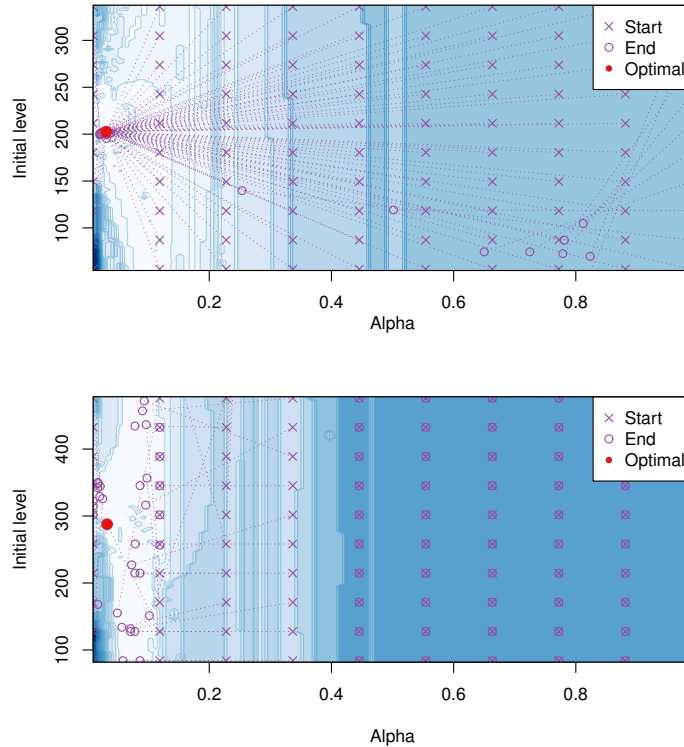 Start
End
Optimal
Initial level
100
150
200
250
300
0.2
0.4
0.6
0.8
Alpha
Start
End
Optimal
Initial level
100
200
300
400
0.2
0.4
0.6
0.8
Alpha